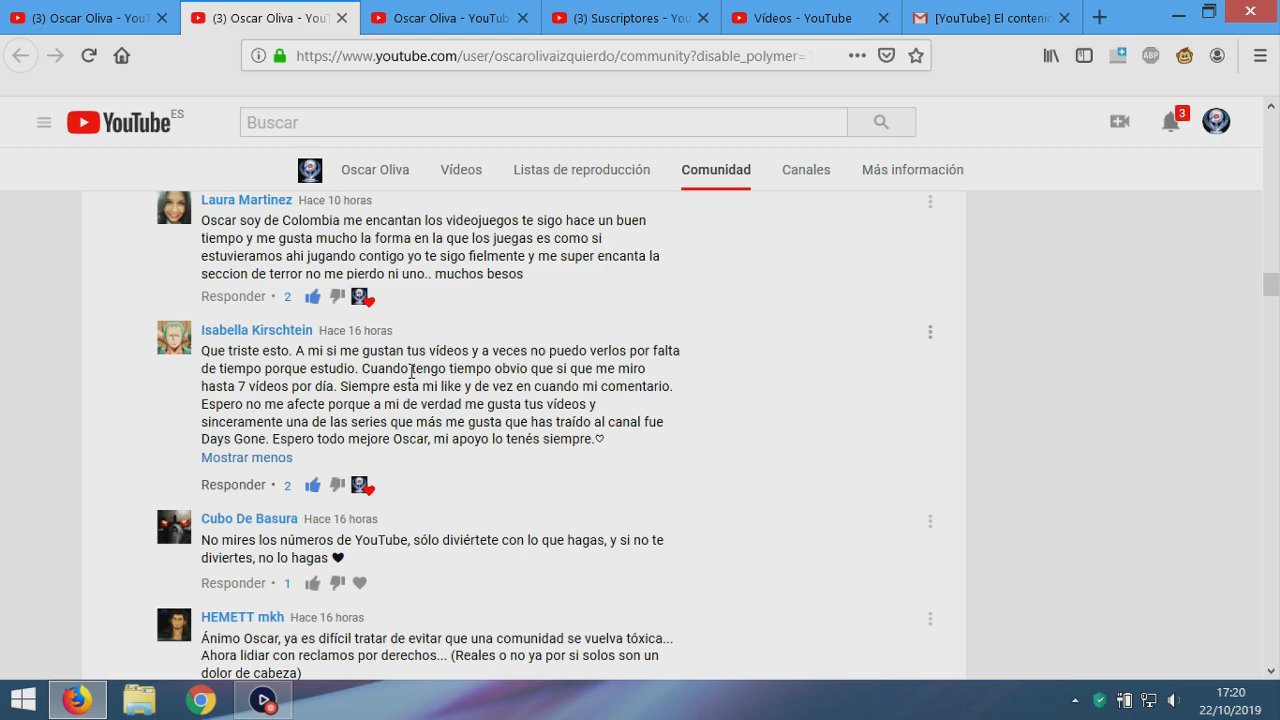 (3) Oscar Oliva - YouT
(3) Oscar Oliva - YouT
Oscar Oliva - YouTub
(3) Suscriptores - You
Vídeos - YouTube
[YouTube] El contenid
https://www.youtube.com/user/oscarolivaizquierdo/community?disable_polymer=
ABP
YouTube ES
Buscar
3
Oscar Oliva
Vídeos
Listas de reproducción
Comunidad
Canales
Más información
Laura Martinez Hace 10 horas
Oscar soy de Colombia me encantan los videojuegos te sigo hace un buen
tiempo y me gusta mucho la forma en la que los juegas es como si
estuvieramos ahi jugando contigo yo te sigo fielmente y me super encanta la
seccion de terror no me pierdo ni uno.. muchos besos
Responder • 2
Isabella Kirschtein Hace 16 horas
Que triste esto. A mi si me gustan tus vídeos y a veces no puedo verlos por falta
de tiempo porque estudio. Cuando tengo tiempo obvio que si que me miro
hasta 7 vídeos por día. Siempre esta mi like y de vez en cuando mi comentario.
Espero no me afecte porque a mi de verdad me gusta tus vídeos y
sinceramente una de las series que más me gusta que has traído al canal fue
Days Gone. Espero todo mejore Oscar, mi apoyo lo tenés siempre.♡
Mostrar menos
Responder • 2
Cubo De Basura Hace 16 horas
No mires los números de YouTube, sólo diviértete con lo que hagas, y si no te
diviertes, no lo hagas ♥
Responder • 1
HEMETT mkh Hace 16 horas
Ánimo Oscar, ya es difícil tratar de evitar que una comunidad se vuelva tóxica...
Ahora lidiar con reclamos por derechos... (Reales o no ya por si solos son un
dolor de cabeza)
17:20
22/10/2019